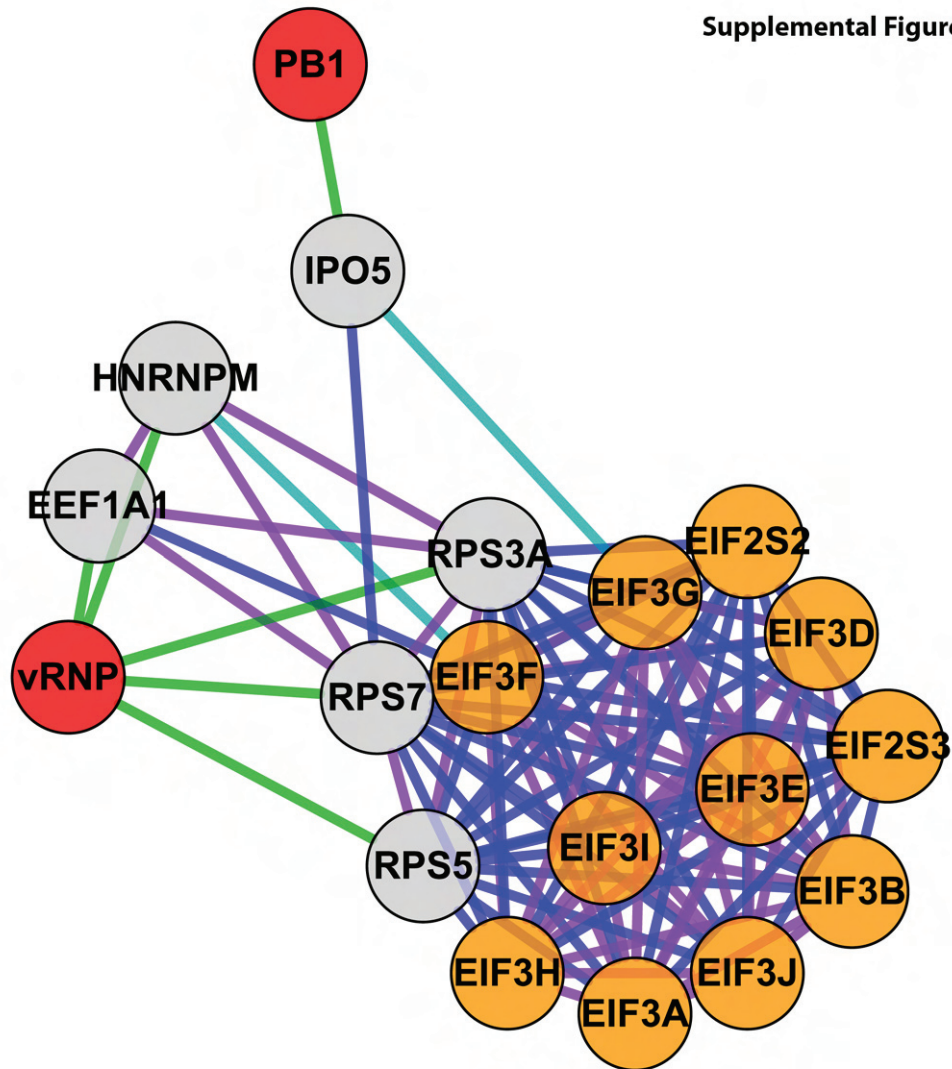 Supplemental Figure
PB1
IPO5
HNRNPM
EEF1A1
RPS3A
EIF2S2
EIF3G
EIF3D
vRNP
RPS7
EIF3F
EIF2S3
EIF3E
EIF3I
RPS5
EIF3B
EIF3H
EIF3J
EIF3A